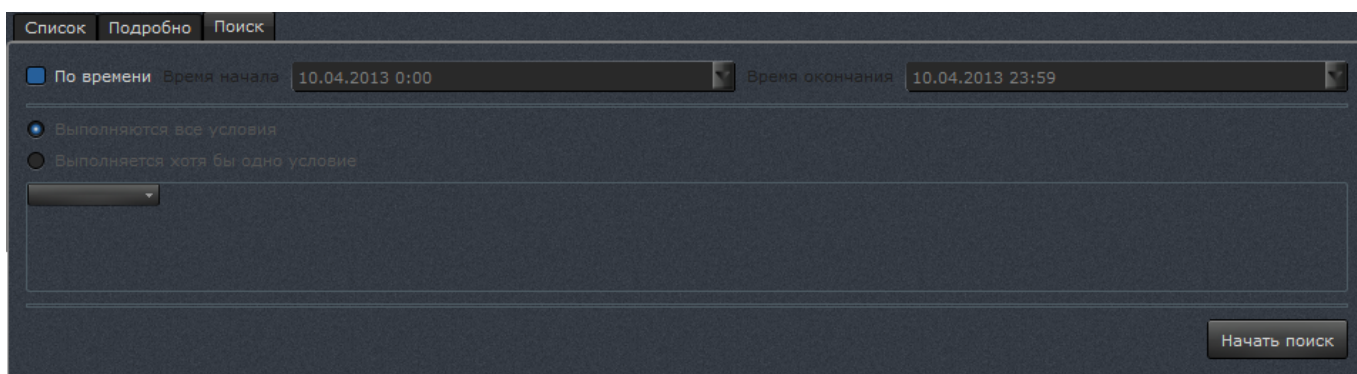 Список Подробно Поиск
По времени Время начала 10.04.2013 0:00 Время окончания 10.04.2013 23:59
Выполняются все условия
Выполняется хотя бы одно условие
Начать поиск